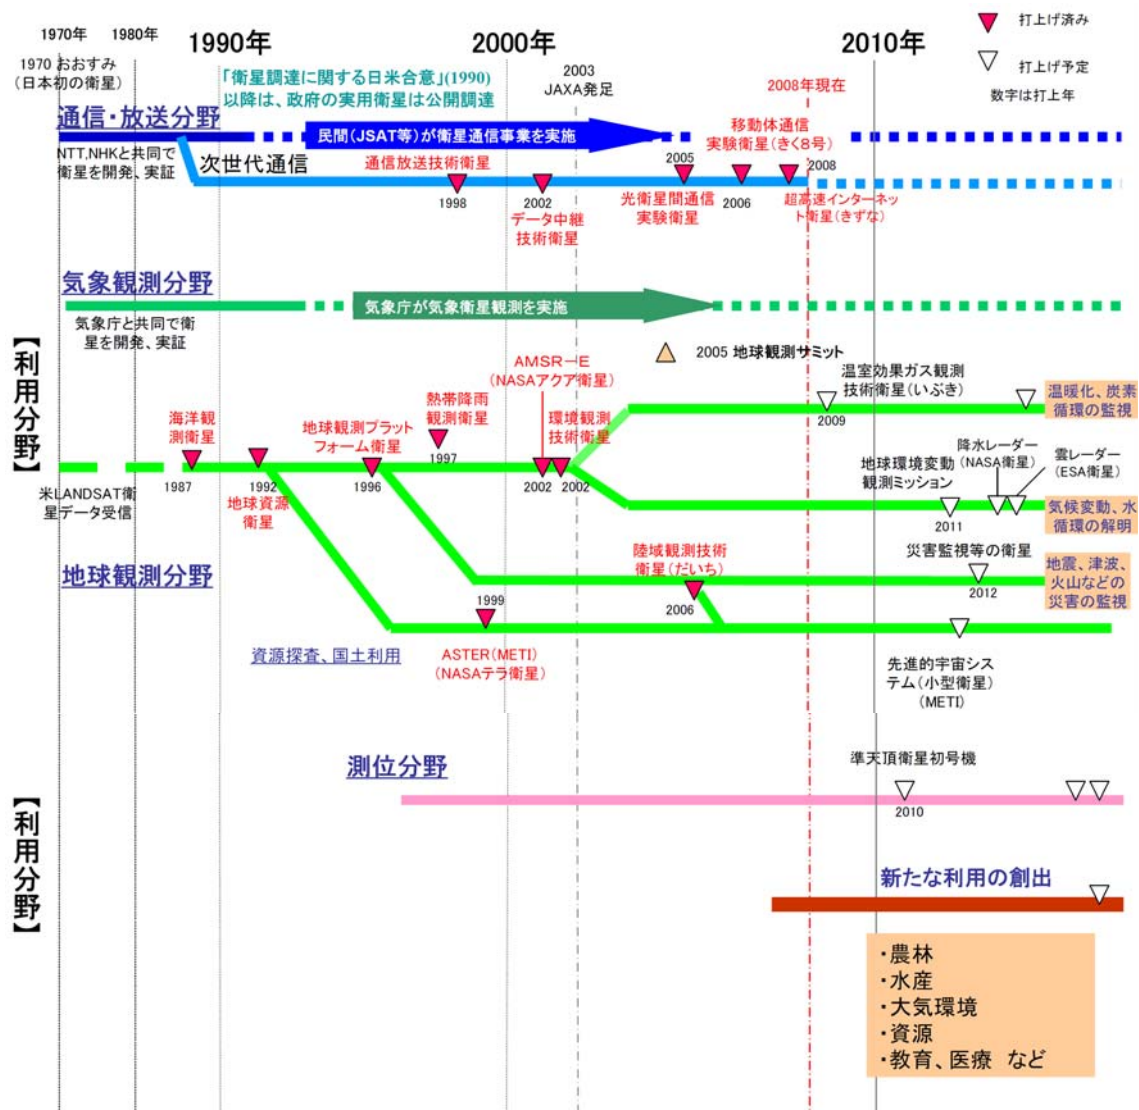 打上げ済み
打上げ予定
数字は打上年
1970年
1980年
1990年
2000年
2010年
1970 おおすみ
(日本初の衛星)
「衛星調達に関する日米合意」(1990)
以降は、政府の実用衛星は公開調達
2003
JAXA発足
2008年現在
通信・放送分野
民間(JSAT等)が衛星通信事業を実施
移動体通信
実験衛星(きく8号)
NTT,NHKと共同で
衛星を開発、実証
次世代通信
通信放送技術衛星
2005
2008
1998
2002
2006
データ中継
技術衛星
光衛星間通信
実験衛星
超高速インターネッ
ト衛星(きずな)
気象観測分野
気象庁が気象衛星観測を実施
気象庁と共同で衛
星を開発、実証
【利用分野】
2005 地球観測サミット
AMSR-E
(NASAアクア衛星)
温室効果ガス観測
技術衛星(いぶき)
2009
温暖化、炭素
循環の監視
海洋観
測衛星
地球観測プラット
フォーム衛星
熱帯降雨
観測衛星
環境観測
技術衛星
1987
1992
1996
1997
2002
2002
地球資源
衛星
米LANDSAT衛
星データ受信
地球環境変動
観測ミッション
降水レーダー
(NASA衛星)
雲レーダー
(ESA衛星)
2011
気候変動、水
循環の解明
地球観測分野
陸域観測技術
衛星(だいち)
2006
災害監視等の衛星
2012
地震、津波、
火山などの
災害の監視
1999
資源探査、国土利用
ASTER(METI)
(NASAテラ衛星)
先進的宇宙シス
テム(小型衛星)
(METI)
【利用分野】
測位分野
準天頂衛星初号機
2010
新たな利用の創出
・農林
・水産
・大気環境
・資源
・教育、医療 など